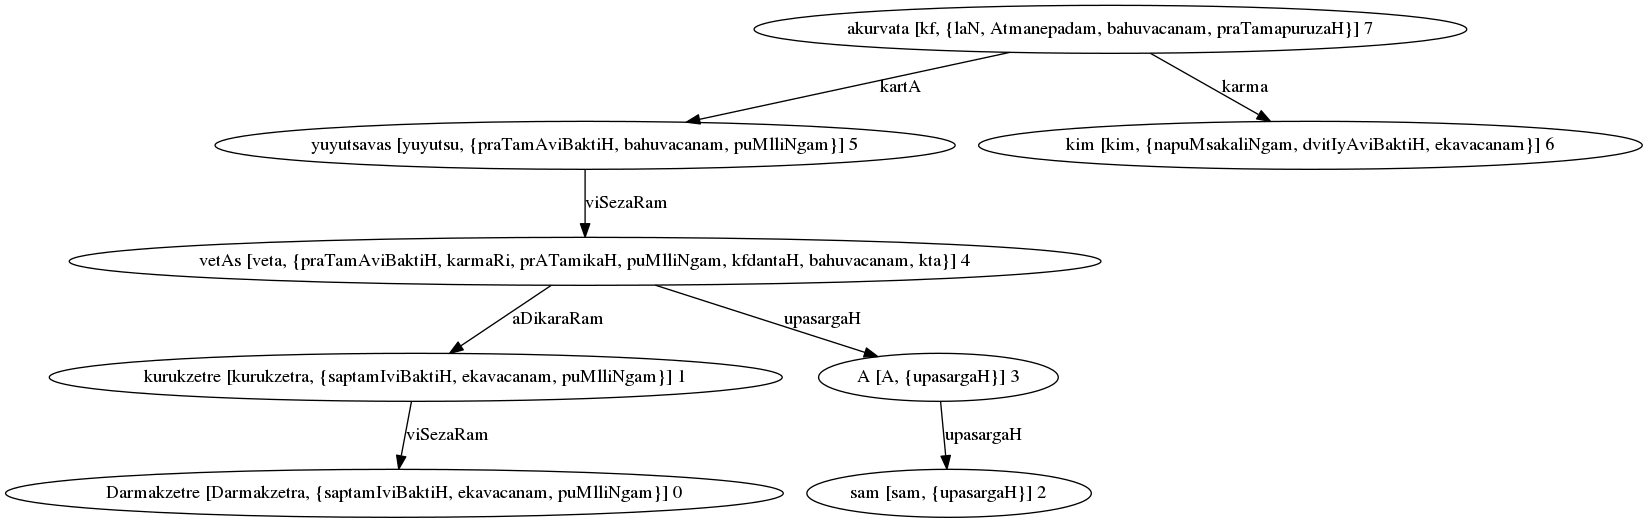 akurvata [kf, {laN, Atmanepadam, bahuvacanam, praTamapuruzaH}] 7
kartA
karma
yuyutsavas [yuyutsu, {praTamAviBaktiH, bahuvacanam, puMlliNgam}] 5
kim [kim, {napuMsakaliNgam, dvitIyAviBaktiH, ekavacanam}] 6
viSezaRam
vetAs [veta, {praTamAviBaktiH, karmaRi, prATamikaH, puMlliNgam, kfdantaH, bahuvacanam, kta}] 4
aDikaraRam
upasargaH
kurukzetre [kurukzetra, {saptamIviBaktiH, ekavacanam, puMlliNgam}] 1
A [A, {upasargaH}] 3
viSezaRam
upasargaH
Darmakzetre [Darmakzetra, {saptamIviBaktiH, ekavacanam, puMlliNgam}] 0
sam [sam, {upasargaH}] 2